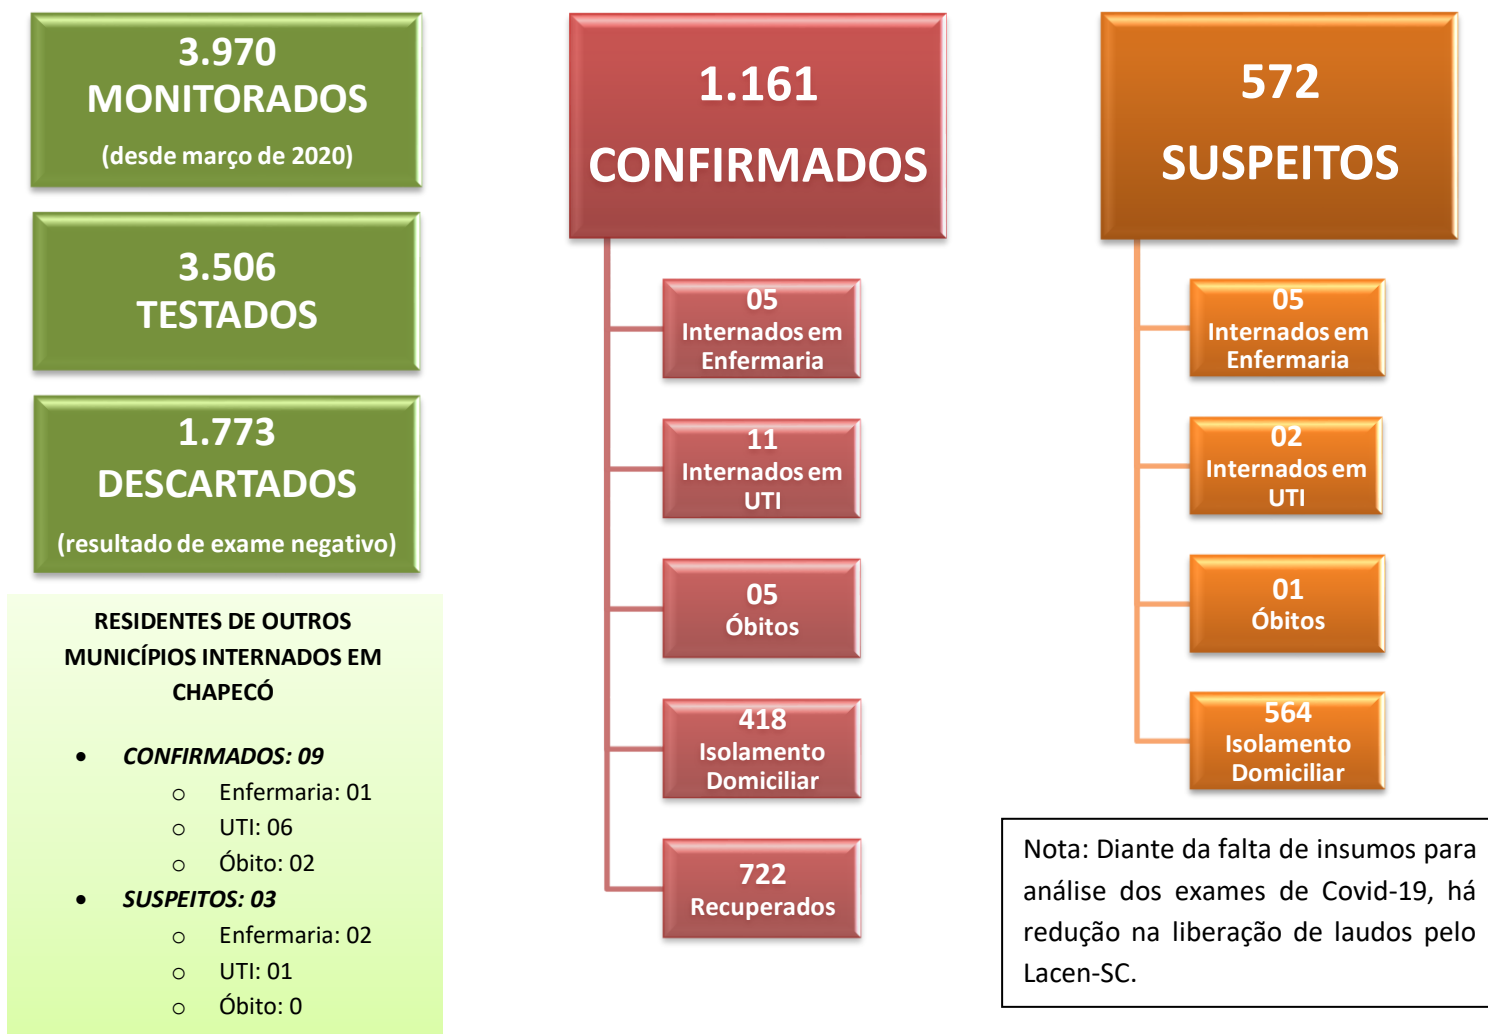 3.970
MONITORADOS
(desde março de 2020)
3.506
TESTADOS
1.773
DESCARTADOS
(resultado de exame negativo)
RESIDENTES DE OUTROS
MUNICÍPIOS INTERNADOS EM
CHAPECÓ
• CONFIRMADOS: 09
o Enfermaria: 01
o UTI: 06
o Óbito: 02
• SUSPEITOS: 03
o Enfermaria: 02
o UTI: 01
o Óbito: 0
1.161
CONFIRMADOS
05
Internados em
Enfermaria
11
Internados em
UTI
05
Óbitos
418
Isolamento
Domiciliar
722
Recuperados
572
SUSPEITOS
05
Internados em
Enfermaria
02
Internados em
UTI
01
Óbitos
564
Isolamento
Domiciliar
Nota: Diante da falta de insumos para
análise dos exames de Covid-19, há
redução na liberação de laudos pelo
Lacen-SC.